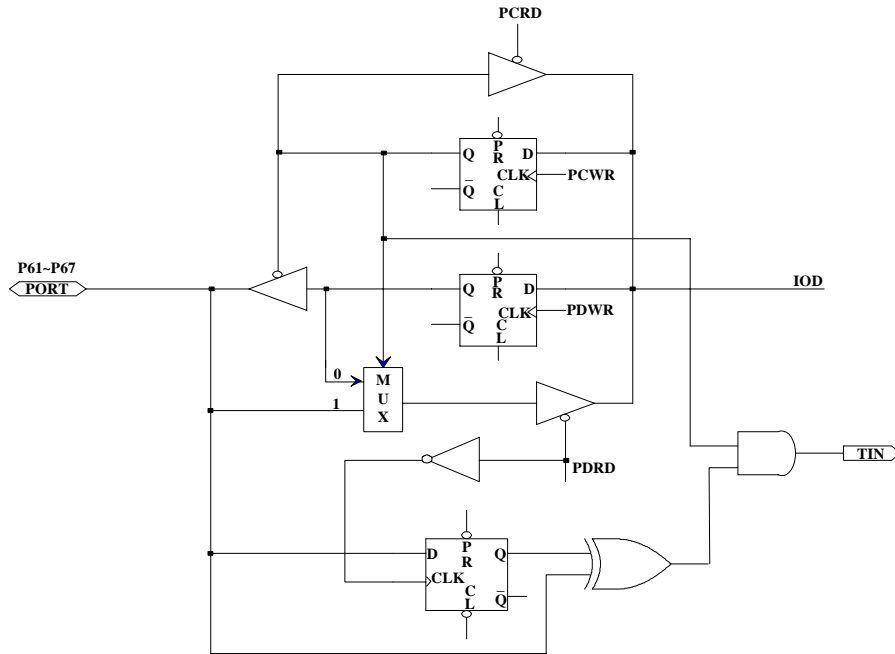 PCRD
Q P R D
CLK PCWR
Q̅ C L
P61~P67
PORT
Q P R D
IOD
CLK PDWR
Q̅ C L
0 M U X
1
PDRD
TIN
D P R Q
CLK
C L Q̅